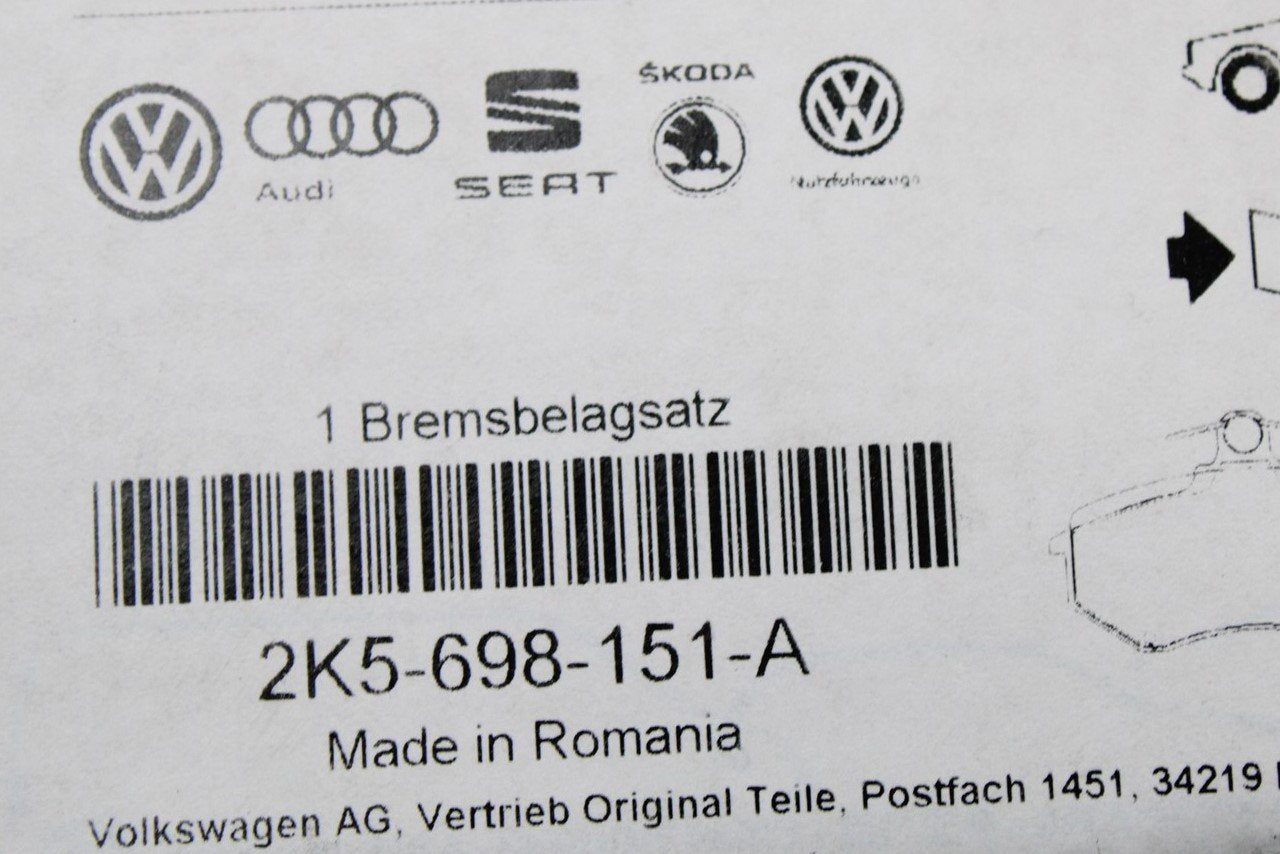 Audi
SEAT
ŠKODA
Nutzfahrzeuge
1 Bremsbelagsatz
2K5-698-151-A
Made in Romania
Volkswagen AG, Vertrieb Original Teile, Postfach 1451, 34219